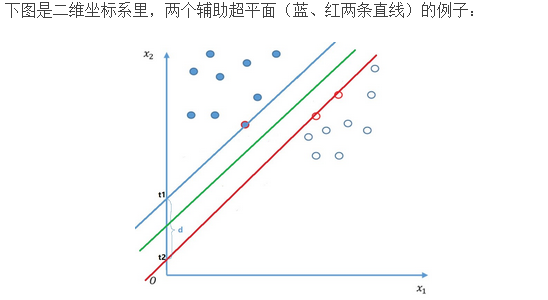 下图是二维坐标系里，两个辅助超平面（蓝、红两条直线）的例子：
x₂
t1
d
t2
0
x₁